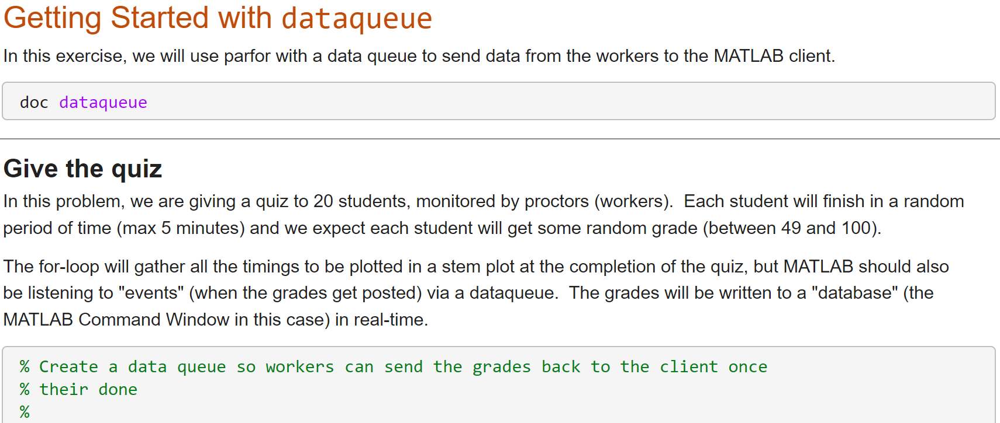 Getting Started with dataqueue
In this exercise, we will use parfor with a data queue to send data from the workers to the MATLAB client.
doc dataqueue
Give the quiz
In this problem, we are giving a quiz to 20 students, monitored by proctors (workers).  Each student will finish in a random
period of time (max 5 minutes) and we expect each student will get some random grade (between 49 and 100).
The for-loop will gather all the timings to be plotted in a stem plot at the completion of the quiz, but MATLAB should also
be listening to "events" (when the grades get posted) via a dataqueue.  The grades will be written to a "database" (the
MATLAB Command Window in this case) in real-time.
% Create a data queue so workers can send the grades back to the client once
% their done
%